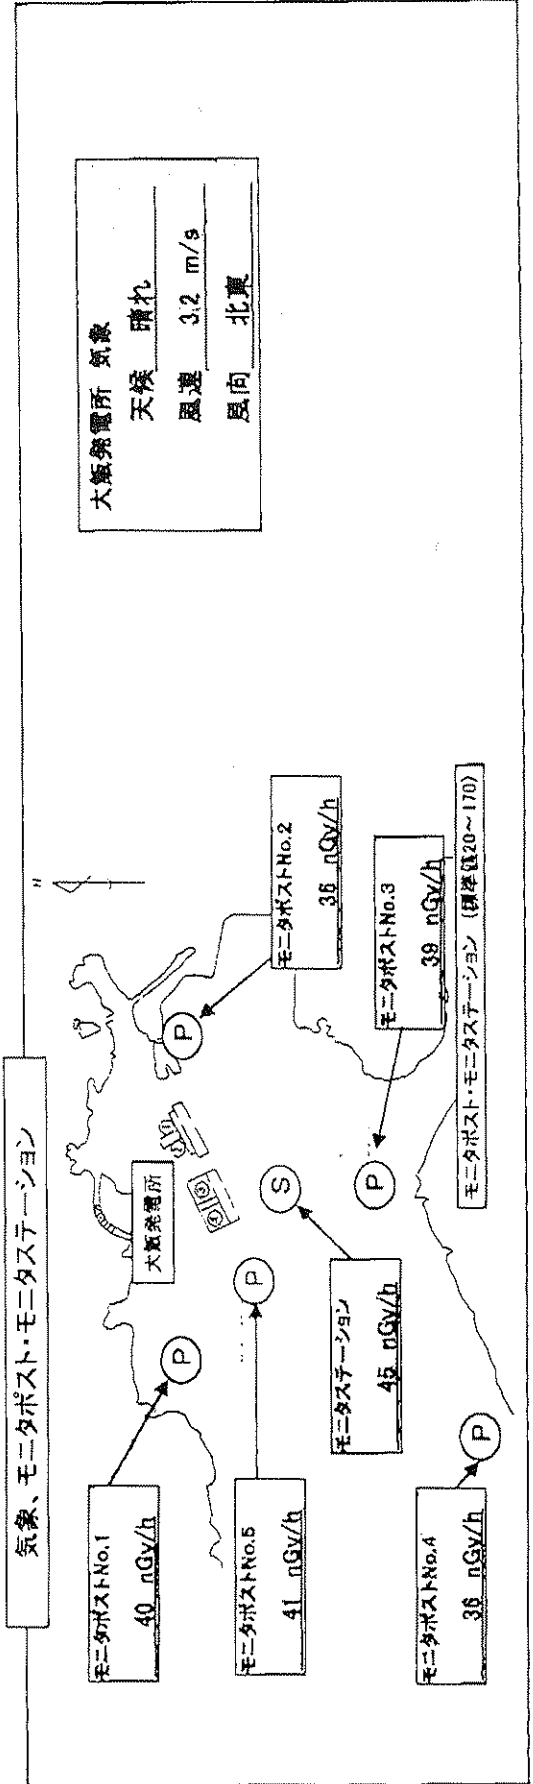 気象、モニタポスト・モニタステーション
大飯発電所 気象
天候 晴れ
風速 3.2 m/s
風向 北東
モニタポストNo.1
40 nGy/h
モニタポストNo.5
41 nGy/h
モニタポストNo.4
36 nGy/h
モニタステーション
45 nGy/h
大飯発電所
モニタポストNo.2
36 nGy/h
モニタポストNo.3
39 nGy/h
モニタポスト・モニタステーション (標準値20～170)
P
P
P
P
P
S
③
④